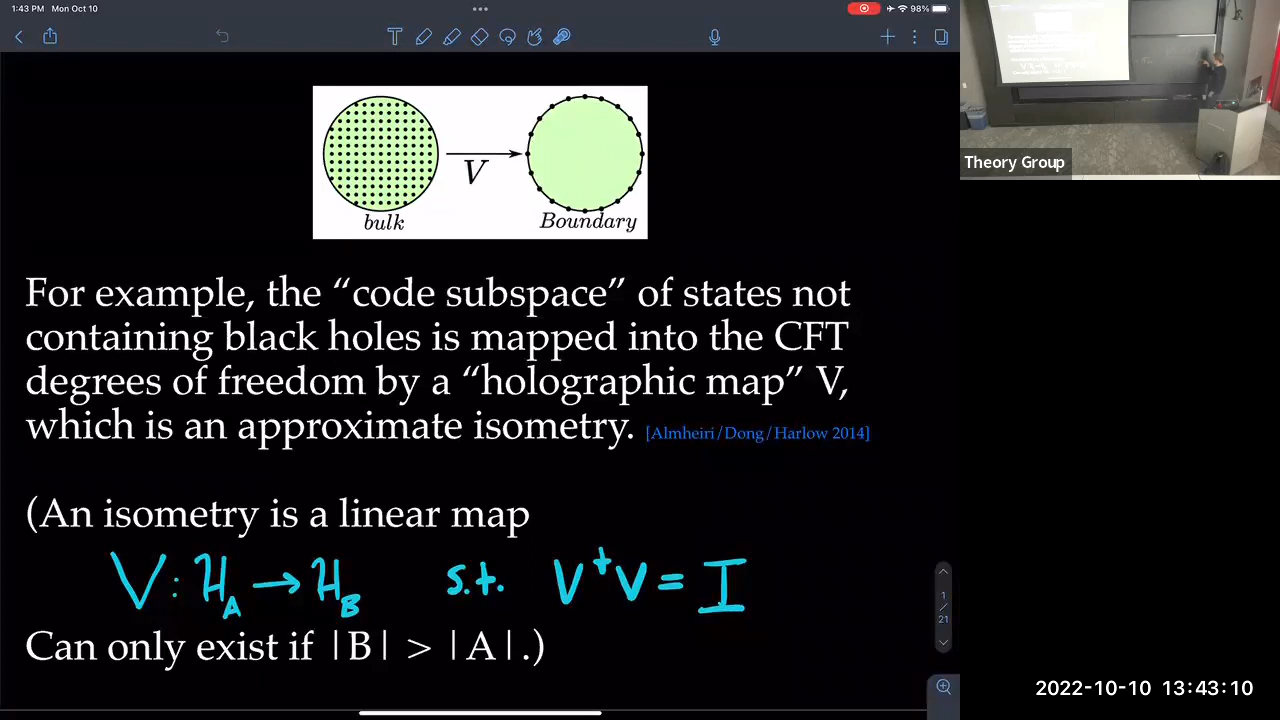 1:43 PM Mon Oct 10
98%
V
bulk
Boundary
For example, the “code subspace” of states not
containing black holes is mapped into the CFT
degrees of freedom by a “holographic map” V,
which is an approximate isometry. [Almheiri/Dong/Harlow 2014]
(An isometry is a linear map
V: H_A → H_B s.t. V†V = I
Can only exist if |B| > |A|.)
1
/
21
Theory Group
2022-10-10 13:43:10